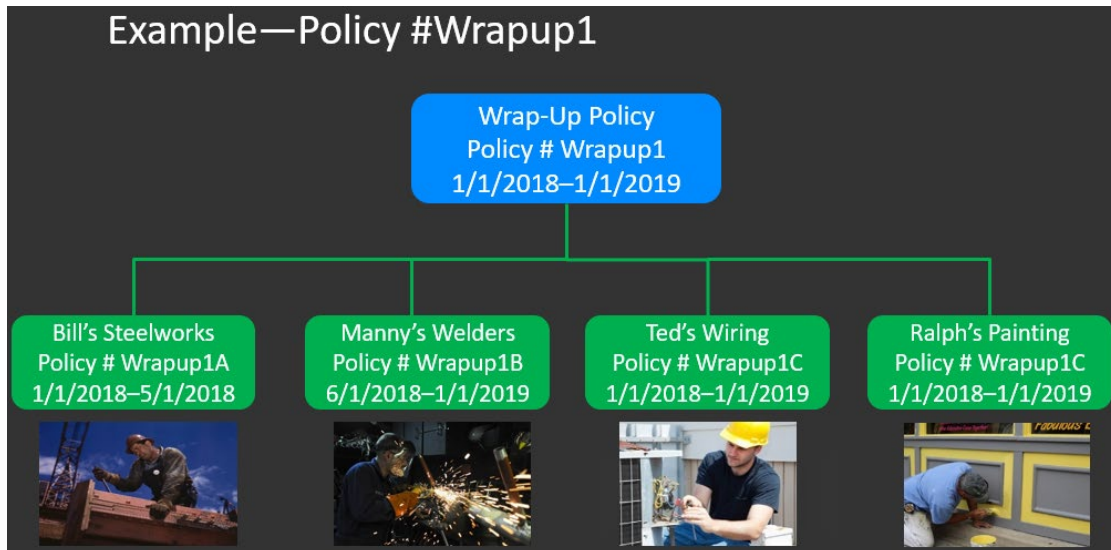 Example—Policy #Wrapup1
Wrap-Up Policy
Policy # Wrapup1
1/1/2018–1/1/2019
Bill's Steelworks
Policy # Wrapup1A
1/1/2018–5/1/2018
Manny's Welders
Policy # Wrapup1B
6/1/2018–1/1/2019
Ted's Wiring
Policy # Wrapup1C
1/1/2018–1/1/2019
Ralph's Painting
Policy # Wrapup1C
1/1/2018–1/1/2019